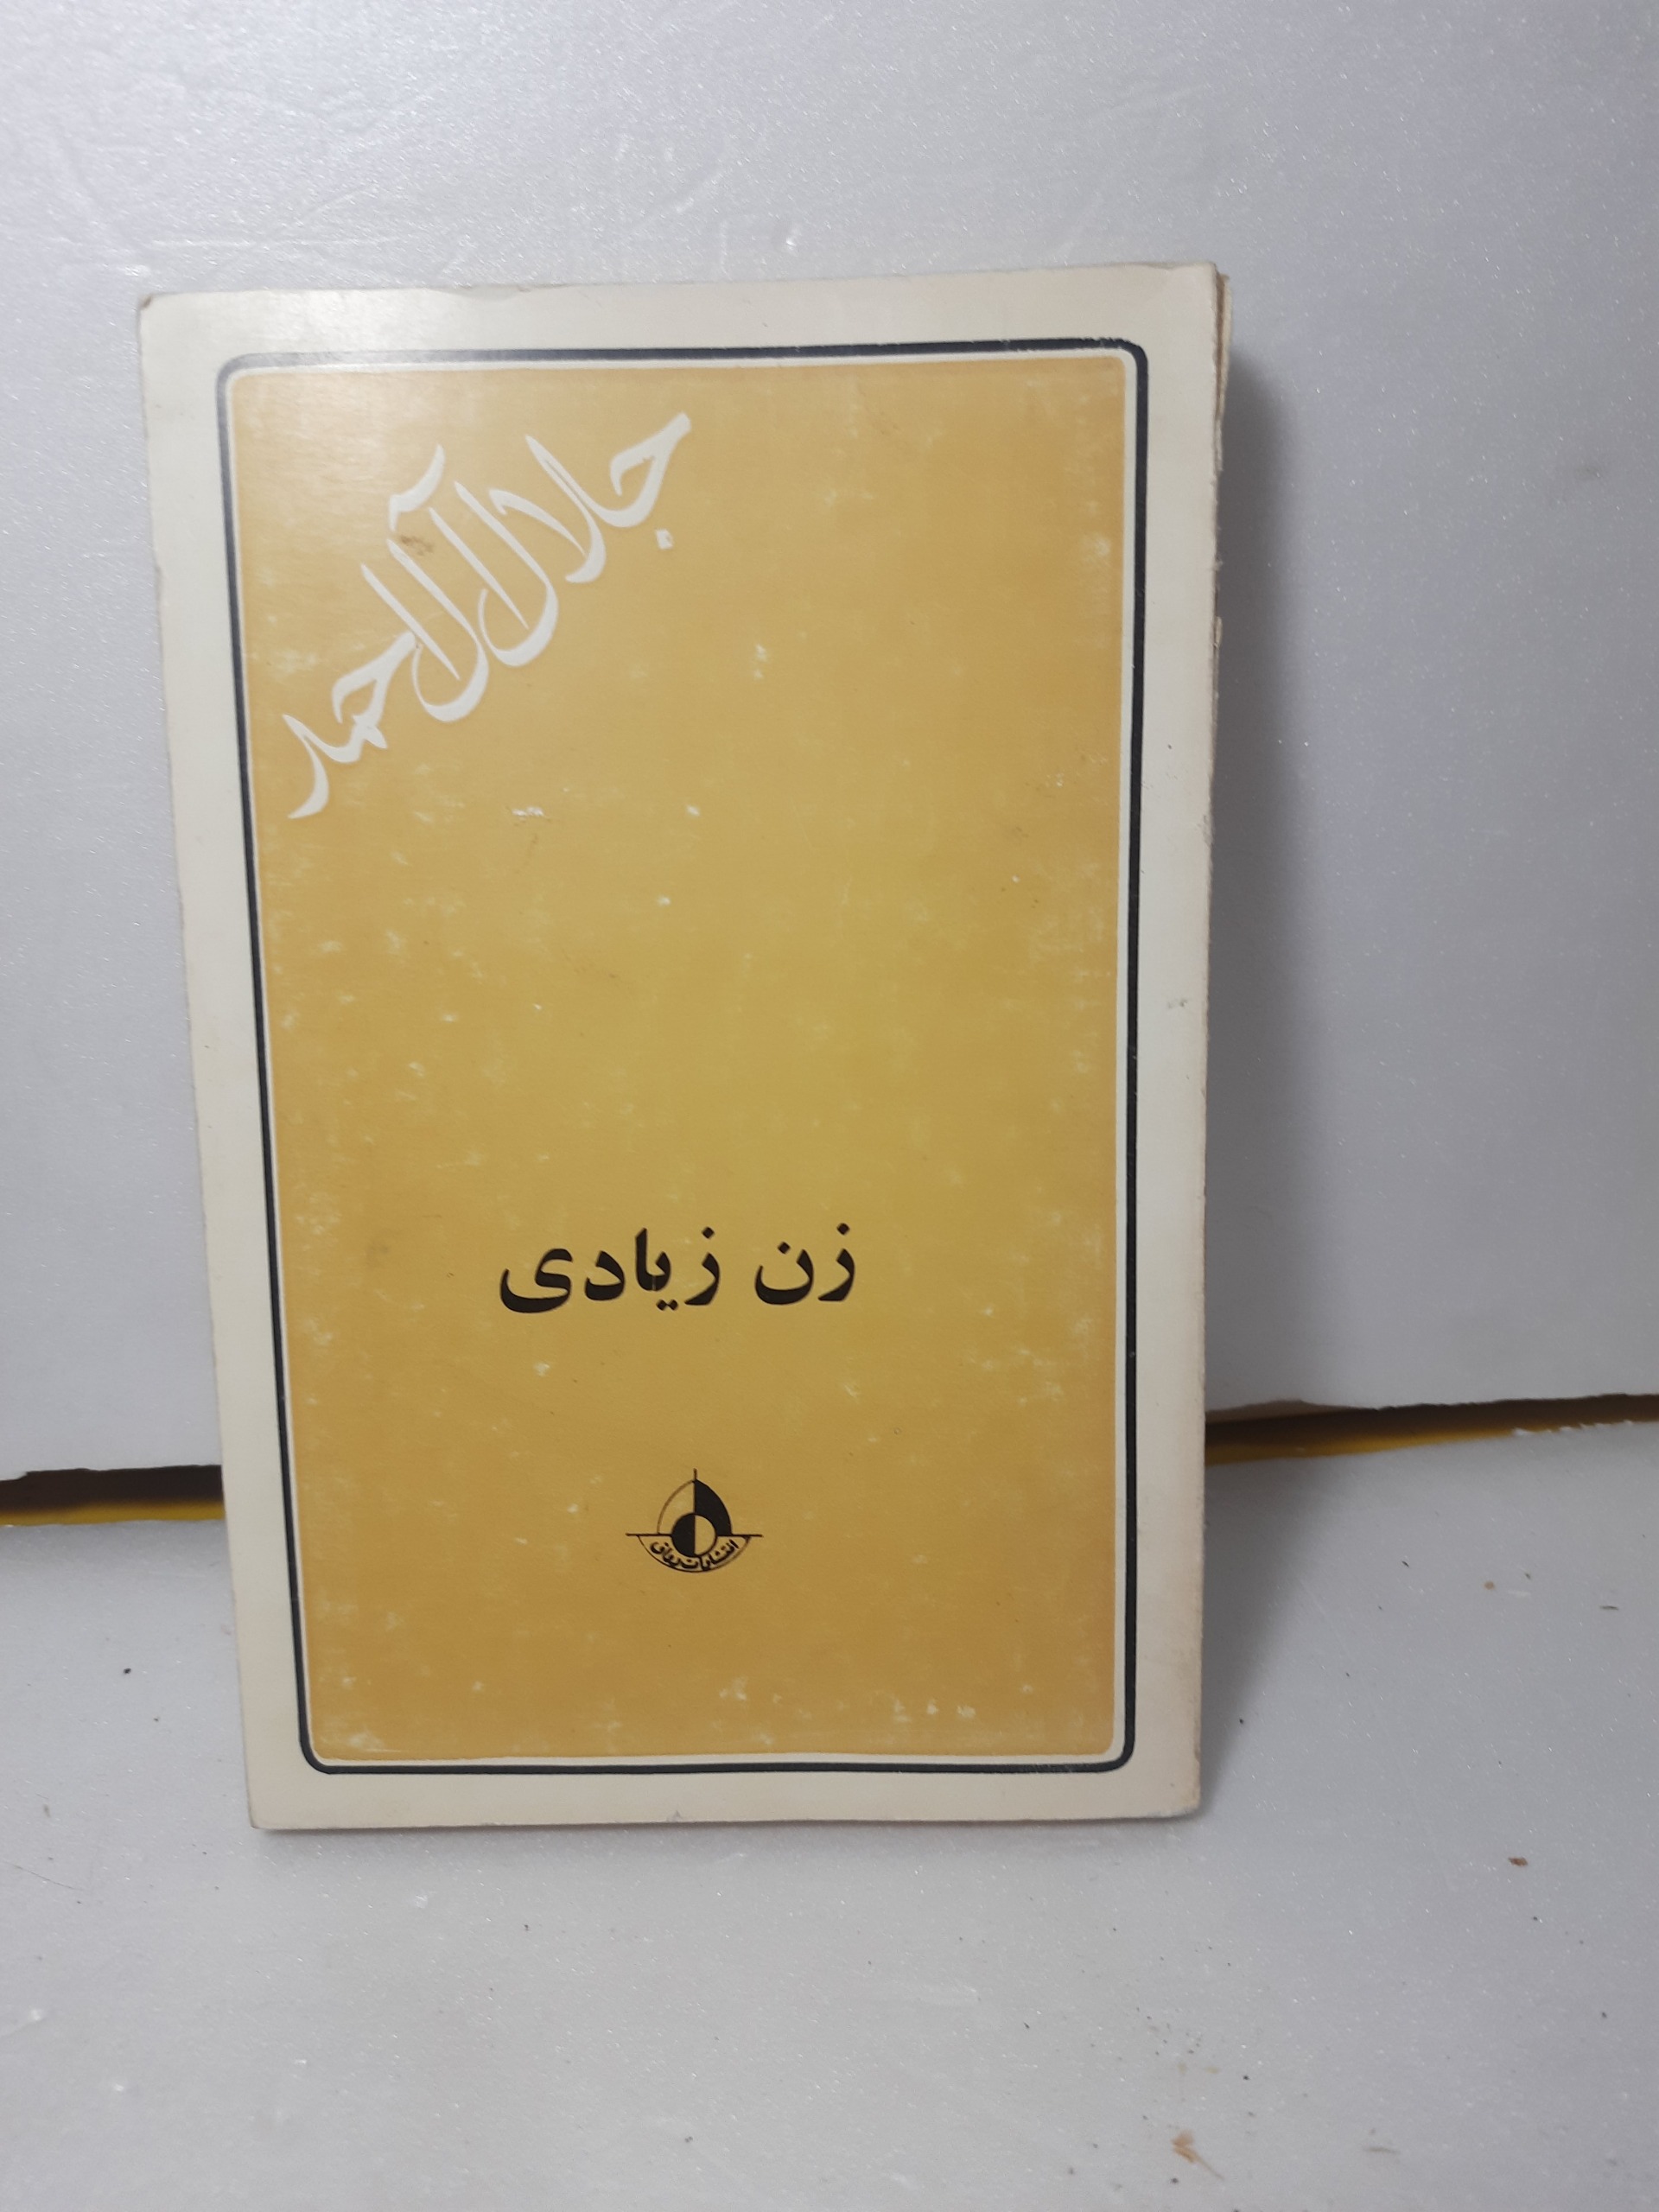 جلال آل احمد
زن زیادی
انتشارات رواق